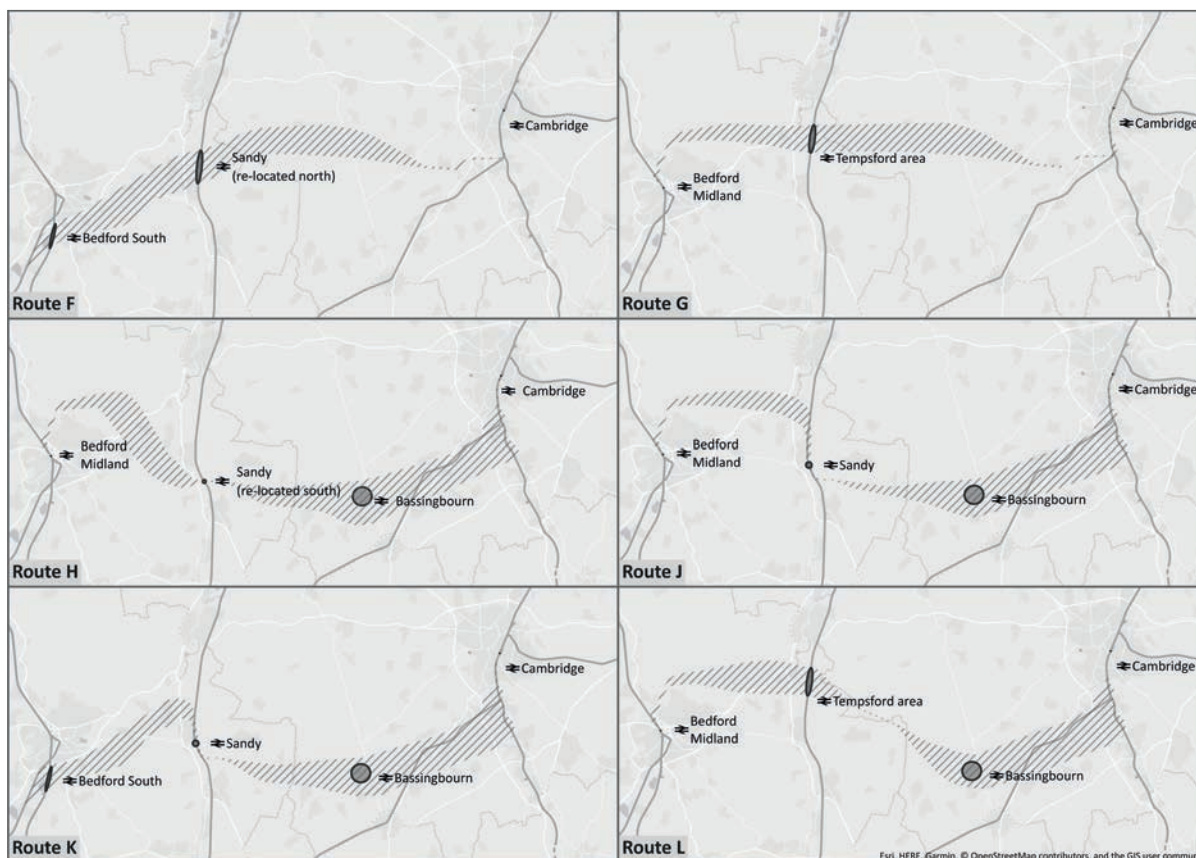 Cambridge
Sandy
(re-located north)
Bedford South
Route F
Cambridge
Tempsford area
Bedford
Midland
Route G
Cambridge
Bedford
Midland
Sandy
(re-located south)
Bassingbourn
Route H
Cambridge
Bedford
Midland
Sandy
Bassingbourn
Route J
Cambridge
Sandy
Bedford South
Bassingbourn
Route K
Cambridge
Tempsford area
Bedford
Midland
Bassingbourn
Route L
Esri, HERE, Garmin, © OpenStreetMap contributors, and the GIS user commun